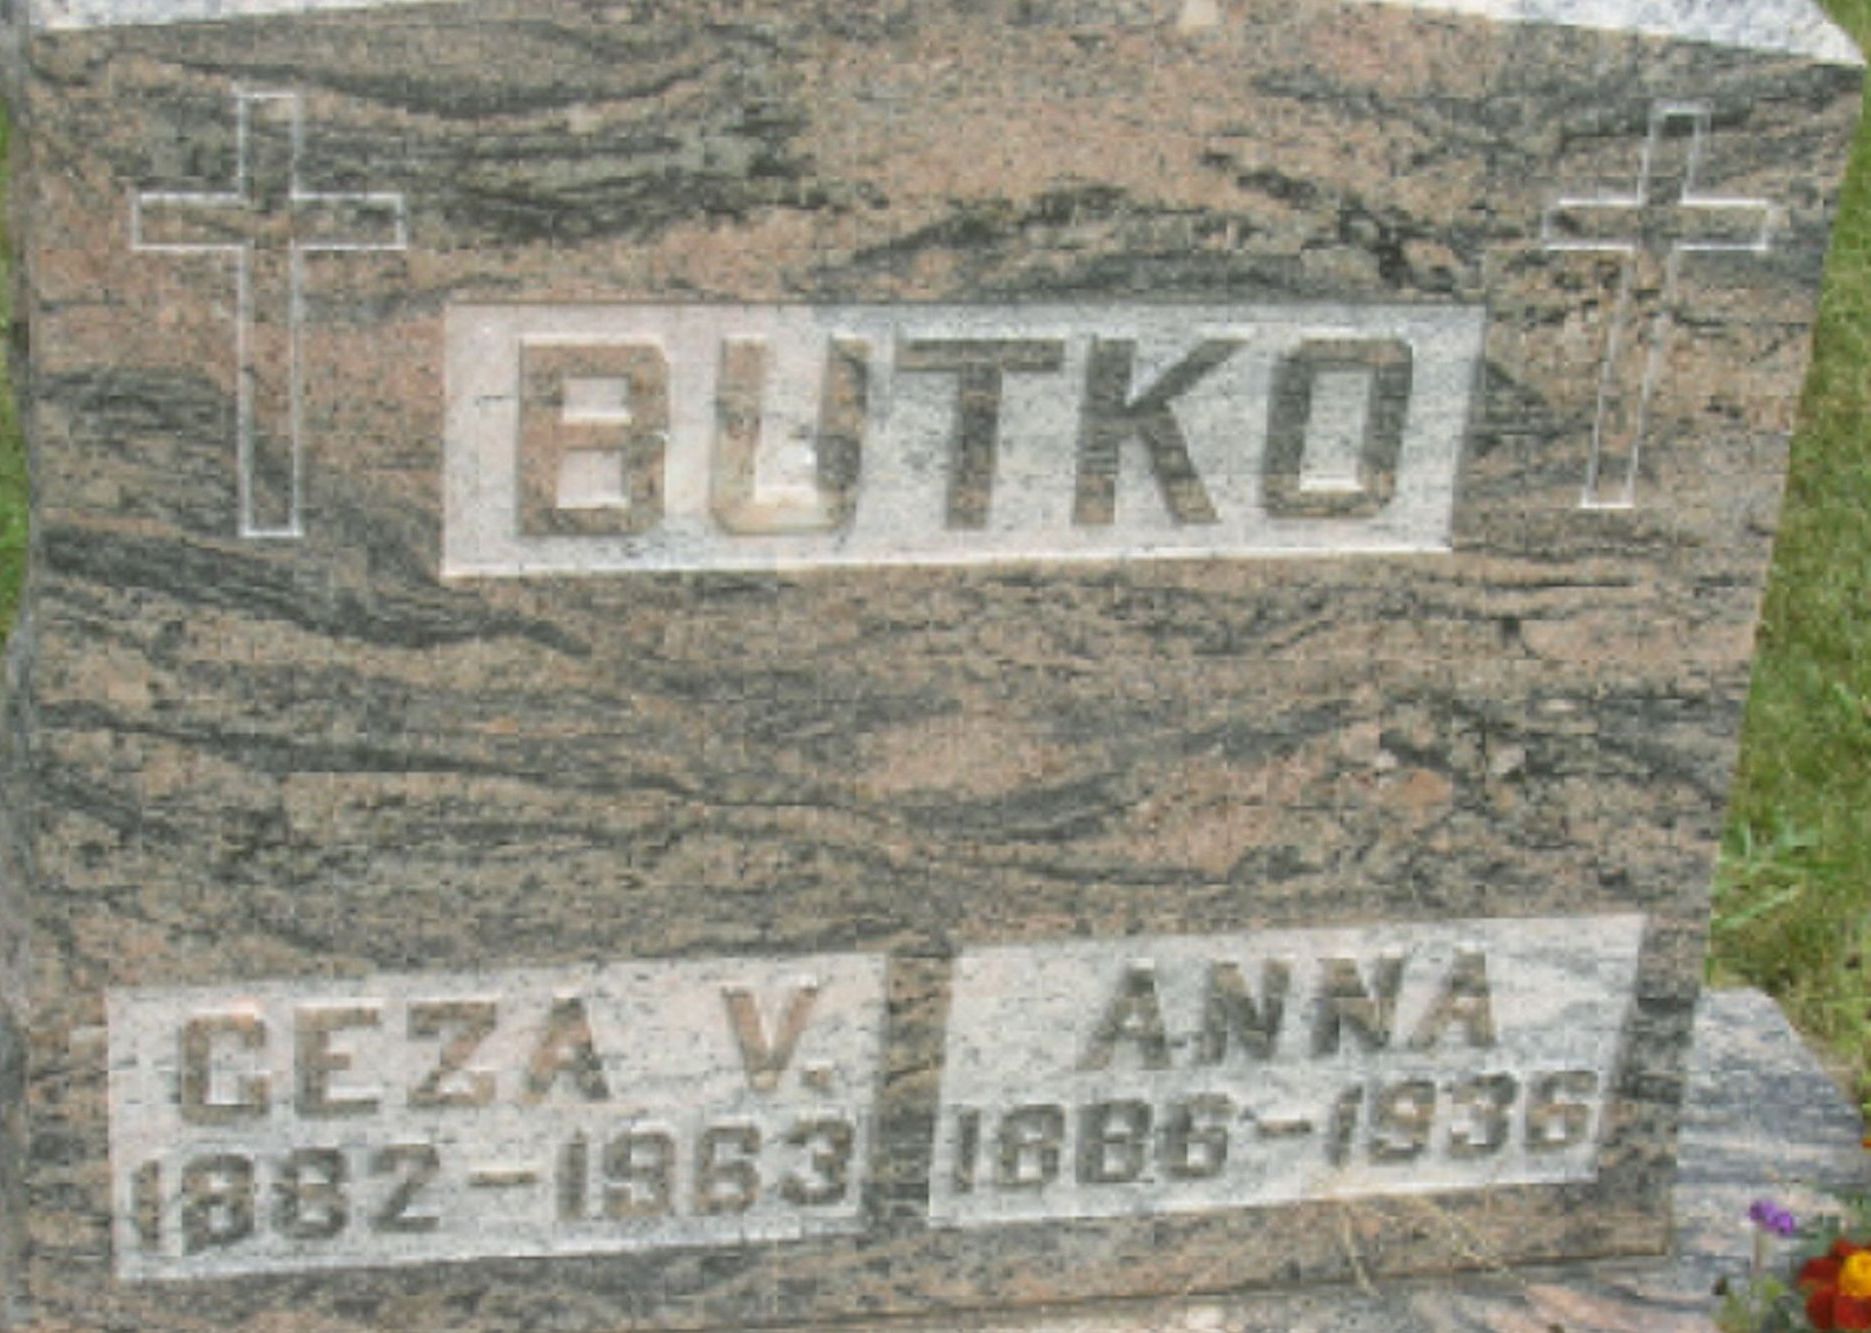 BUTKO
GEZA V.
1882-1963
ANNA
1886-1936